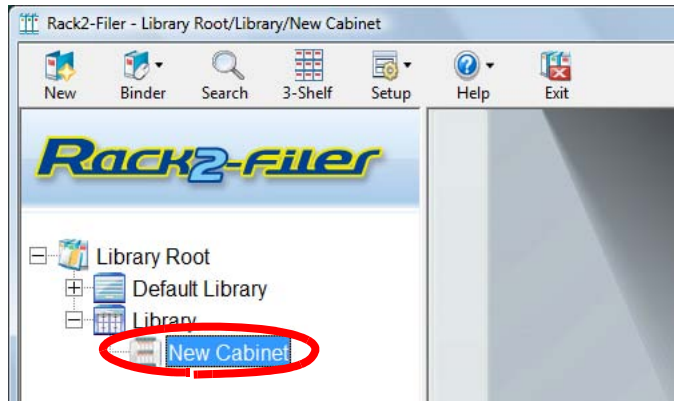 Rack2-Filer - Library Root/Library/New Cabinet
New Binder Search 3-Shelf Setup Help Exit
Rack2-Filer
Library Root
Default Library
Library
New Cabinet